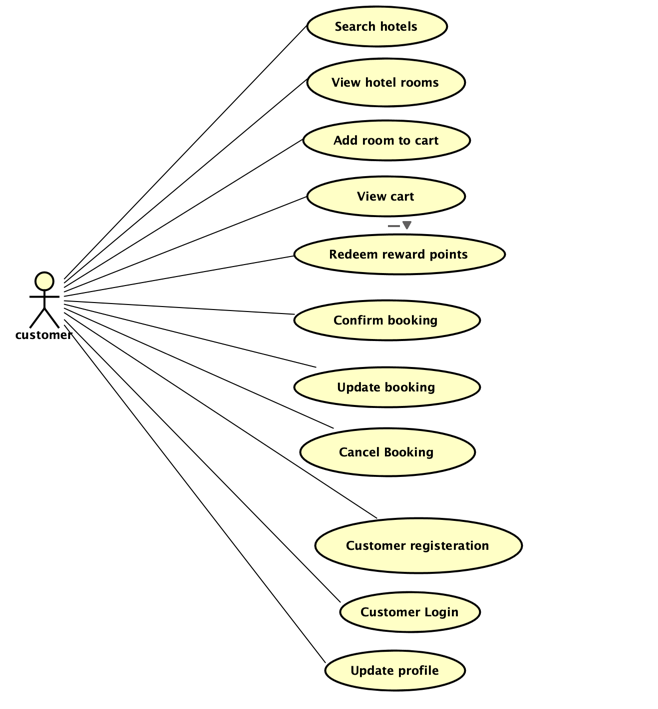 Search hotels
View hotel rooms
Add room to cart
View cart
Redeem reward points
customer
Confirm booking
Update booking
Cancel Booking
Customer registeration
Customer Login
Update profile